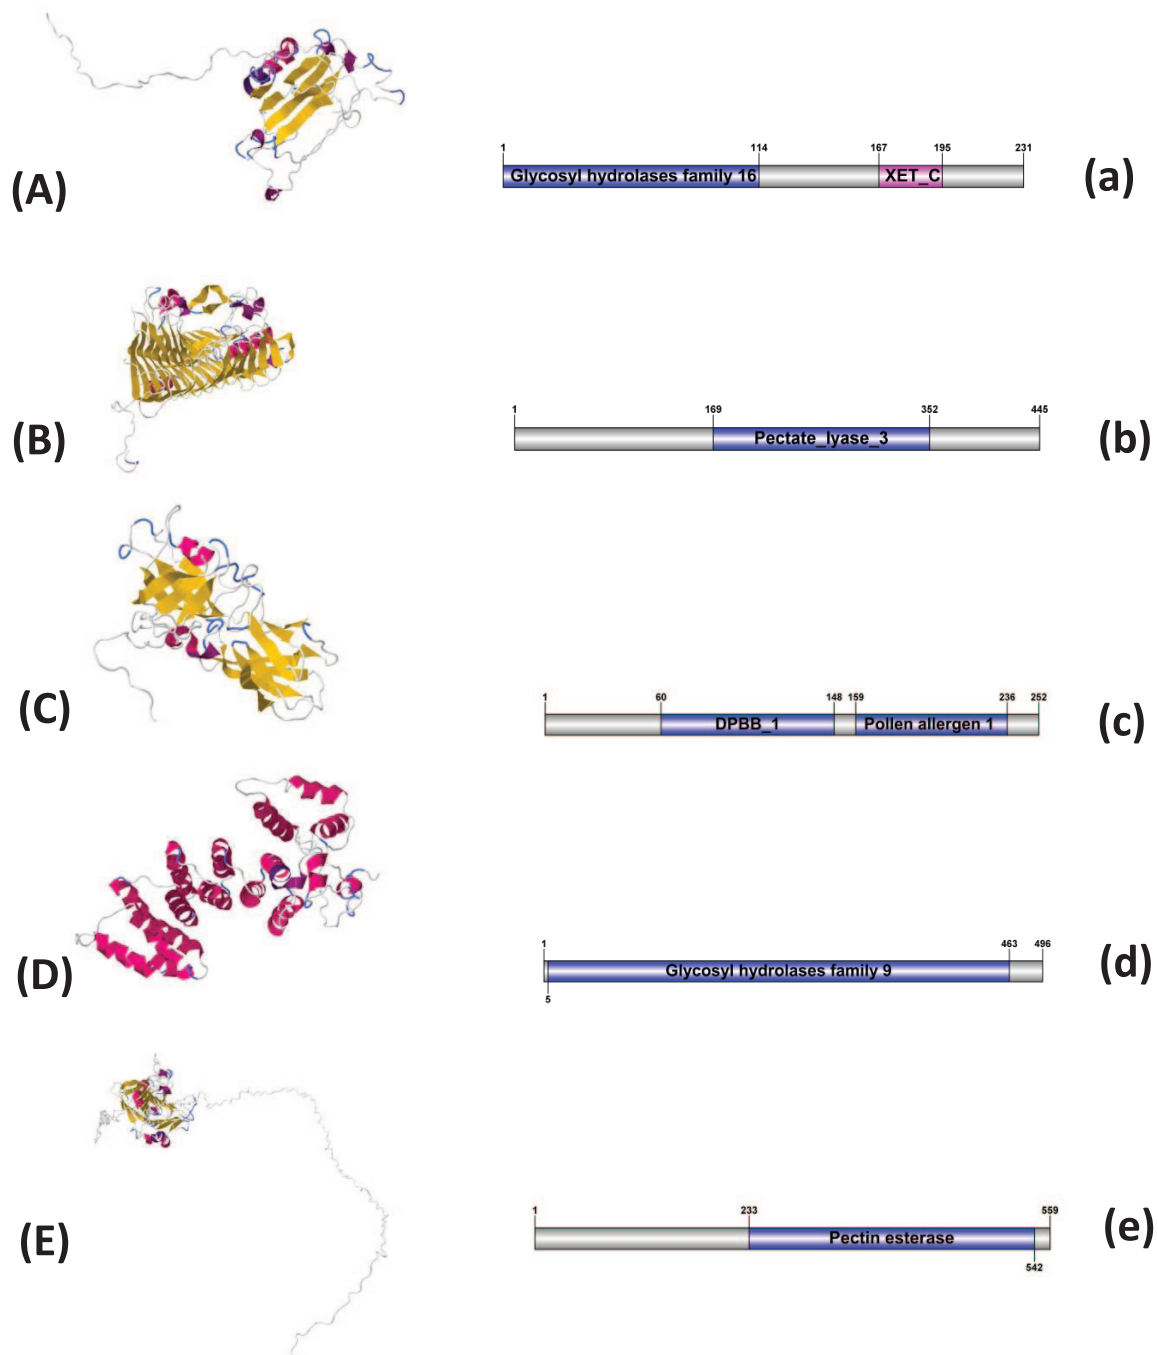 (A)
1 114 167 195 231
Glycosyl hydrolases family 16 XET_C
(a)
(B)
1 169 352 445
Pectate_lyase_3
(b)
(C)
1 60 148 159 236 252
DPBB_1 Pollen allergen 1
(c)
(D)
1 463 496
Glycosyl hydrolases family 9
5
(d)
(E)
1 233 559
Pectin esterase
542
(e)